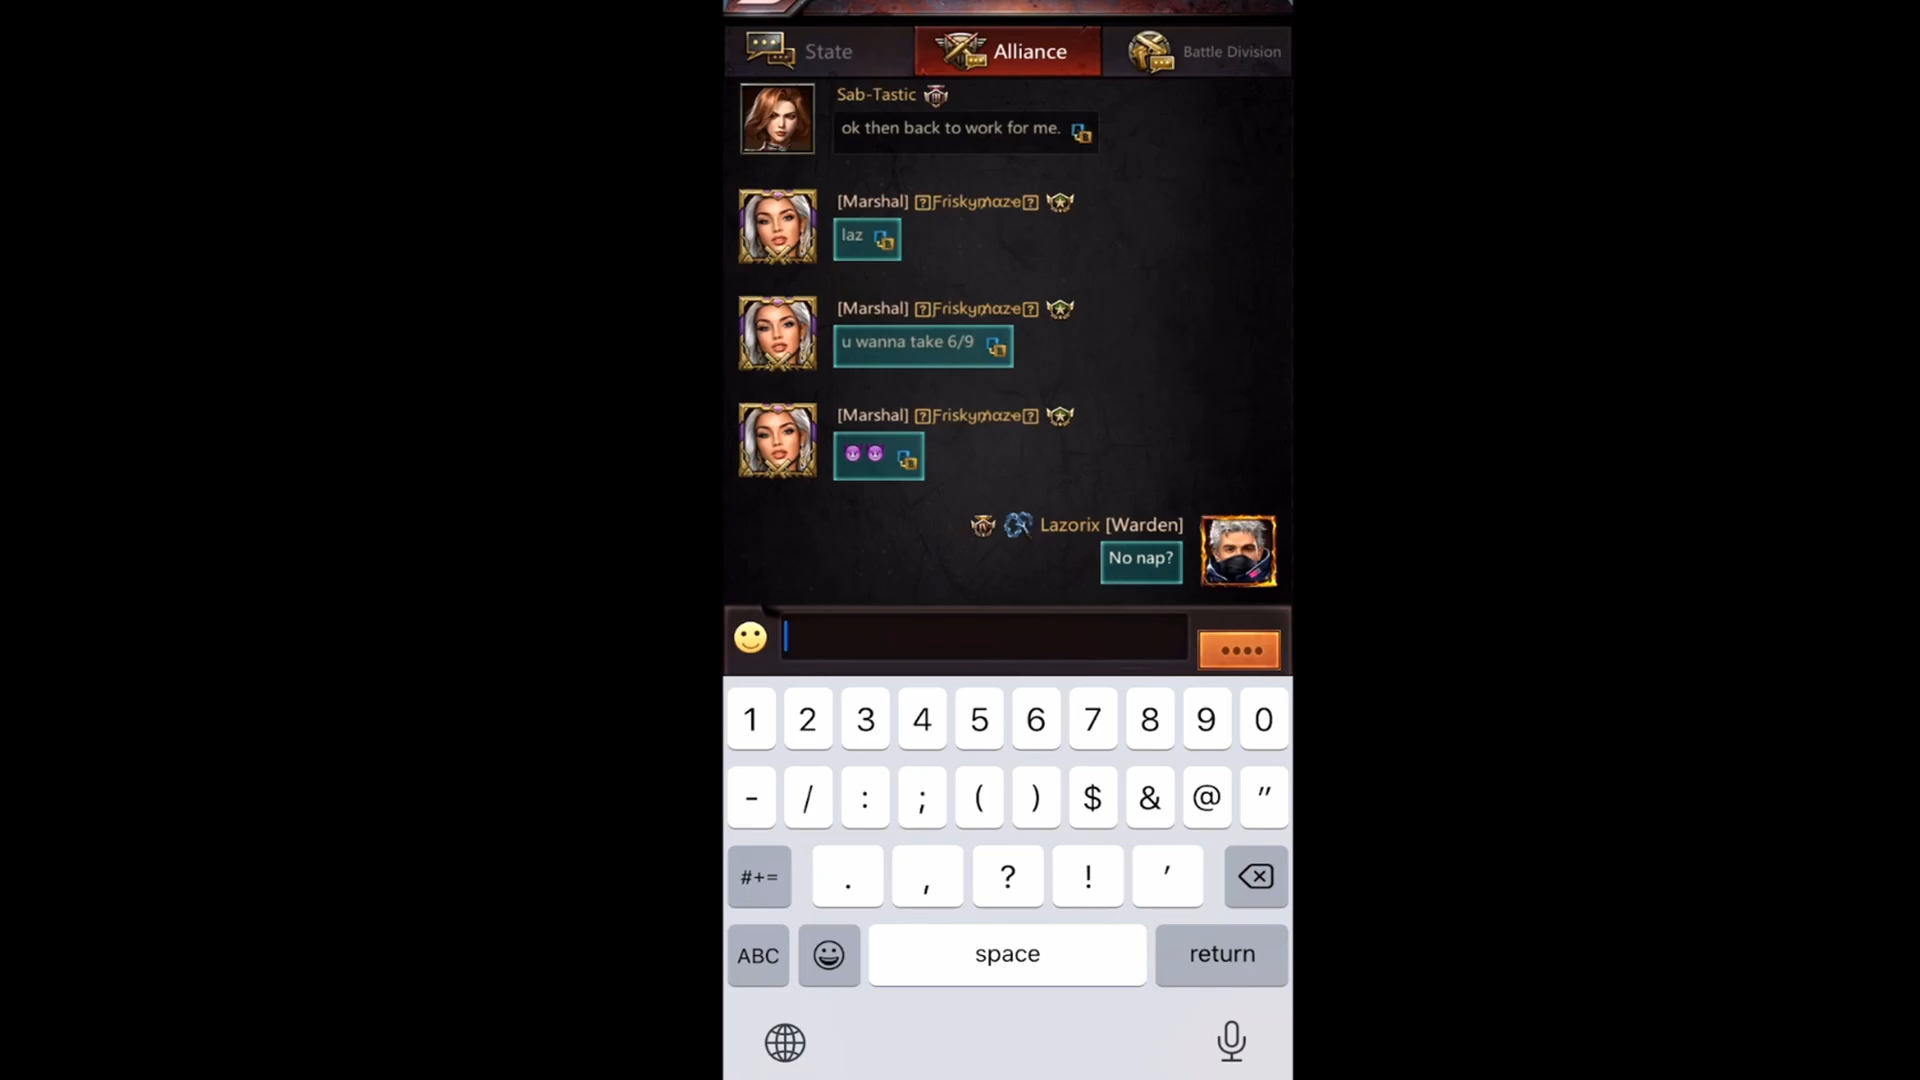 State
Alliance
Battle Division
Sab-Tastic
ok then back to work for me.
[Marshal] Friskymaze
laz
[Marshal] Friskymaze
u wanna take 6/9
[Marshal] Friskymaze
😈😈
Lazorix [Warden]
No nap?
1 2 3 4 5 6 7 8 9 0
- / : ; ( ) $ & @ "
#+= . , ? ! '
ABC space return